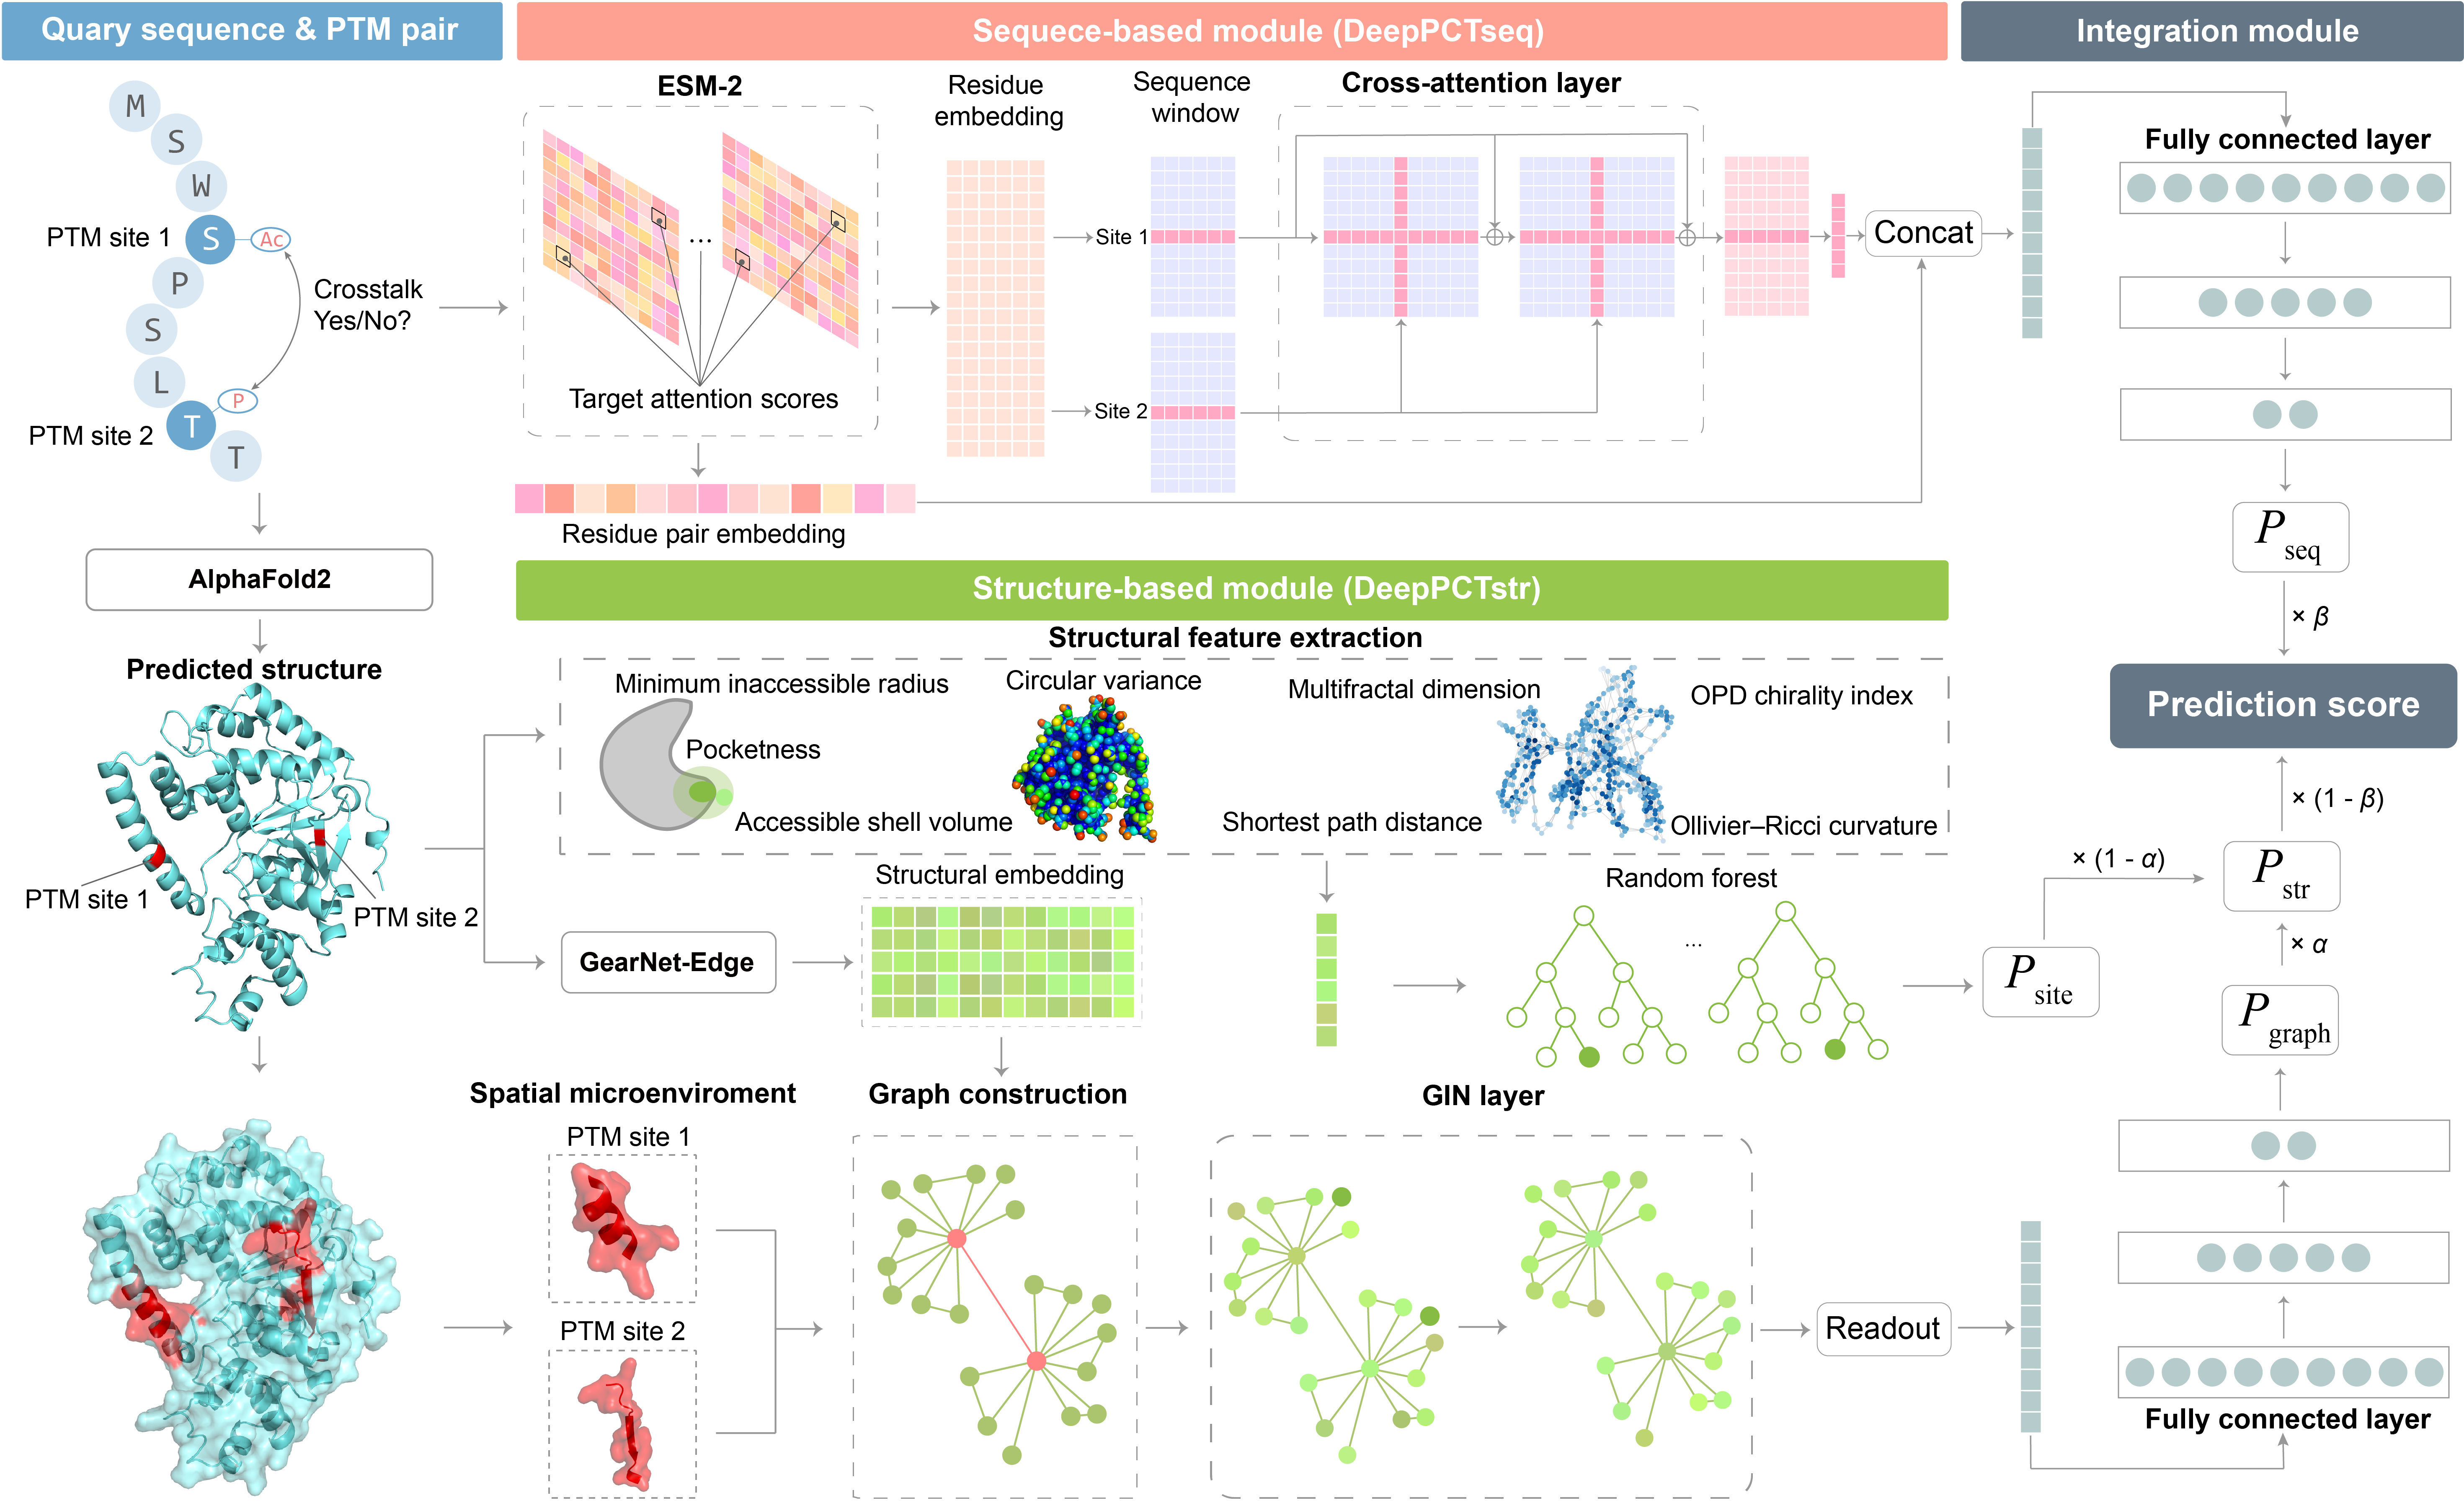 Quary sequence & PTM pair
M
S
W
PTM site 1
S
Ac
P
Crosstalk
Yes/No?
S
L
P
PTM site 2
T
T
AlphaFold2
Predicted structure
PTM site 1
PTM site 2
Sequece-based module (DeepPCTseq)
ESM-2
...
Target attention scores
Residue pair embedding
Residue
embedding
Sequence
window
Site 1
Site 2
Cross-attention layer
Concat
Structure-based module (DeepPCTstr)
Structural feature extraction
Minimum inaccessible radius
Pocketness
Accessible shell volume
Circular variance
Multifractal dimension
OPD chirality index
Shortest path distance
Ollivier–Ricci curvature
GearNet-Edge
Structural embedding
Random forest
...
Spatial microenviroment
PTM site 1
PTM site 2
Graph construction
GIN layer
Readout
Integration module
Fully connected layer
P seq
× β
Prediction score
× (1 - β)
× (1 - α)
P str
× α
P site
P graph
Fully connected layer